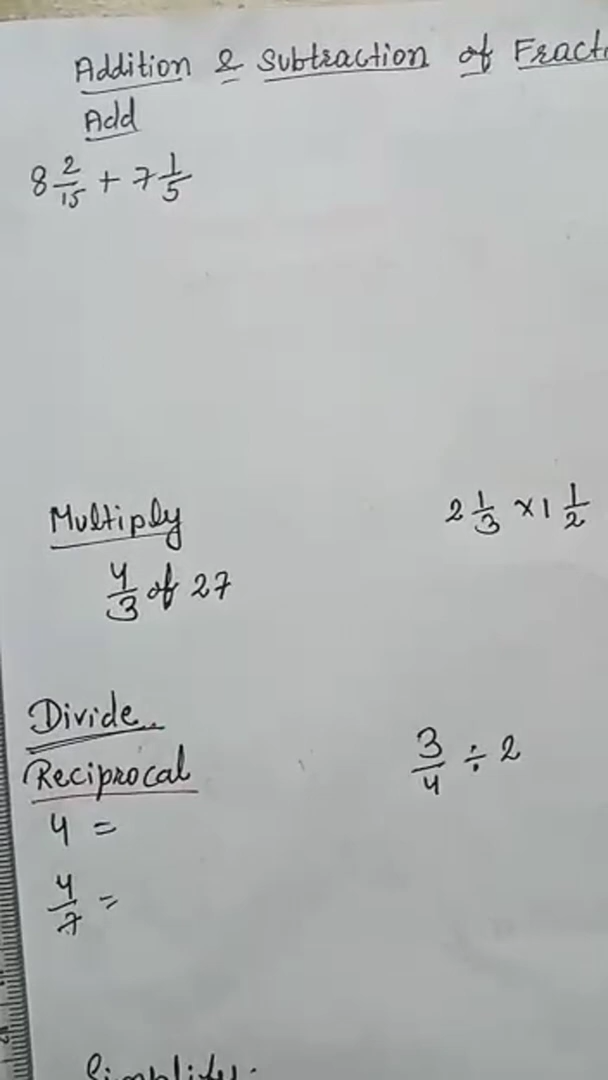 Addition & Subtraction of Fract
Add
8 2/15 + 7 1/5
Multiply
2 1/3 × 1 1/2
4/3 of 27
Divide.
Reciprocal
3/4 ÷ 2
4 =
4/7 =
Simplify.